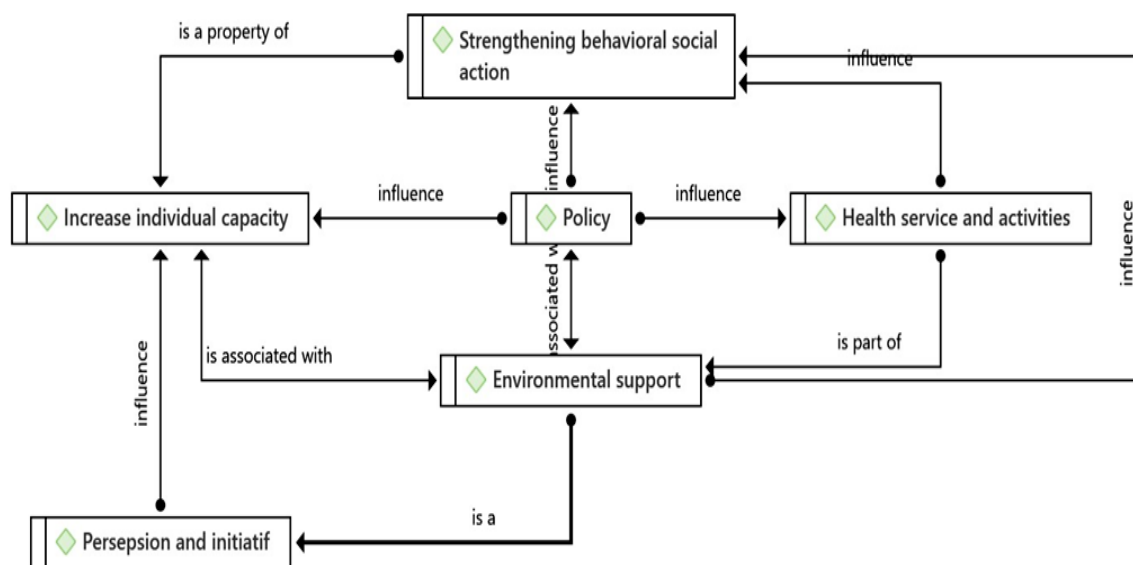 is a property of
Strengthening behavioral social
action
influence
influence
influence
Increase individual capacity
influence
Policy
influence
Health service and activities
influence
associated w
is associated with
is part of
Environmental support
influence
is a
Persepsion and initiatif